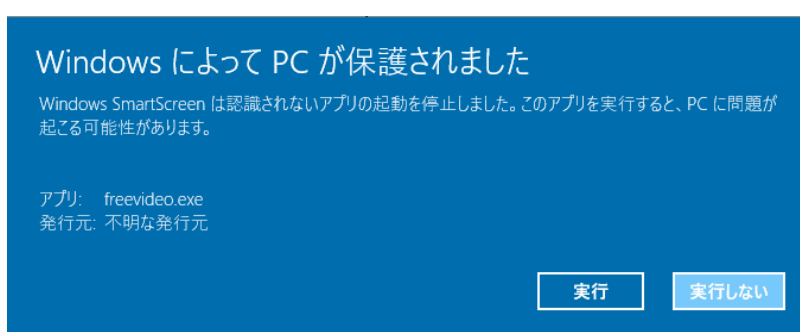 Windows によって PC が保護されました
Windows SmartScreen は認識されないアプリの起動を停止しました。このアプリを実行すると、PC に問題が
起こる可能性があります。
アプリ: freevideo.exe
発行元: 不明な発行元
実行
実行しない